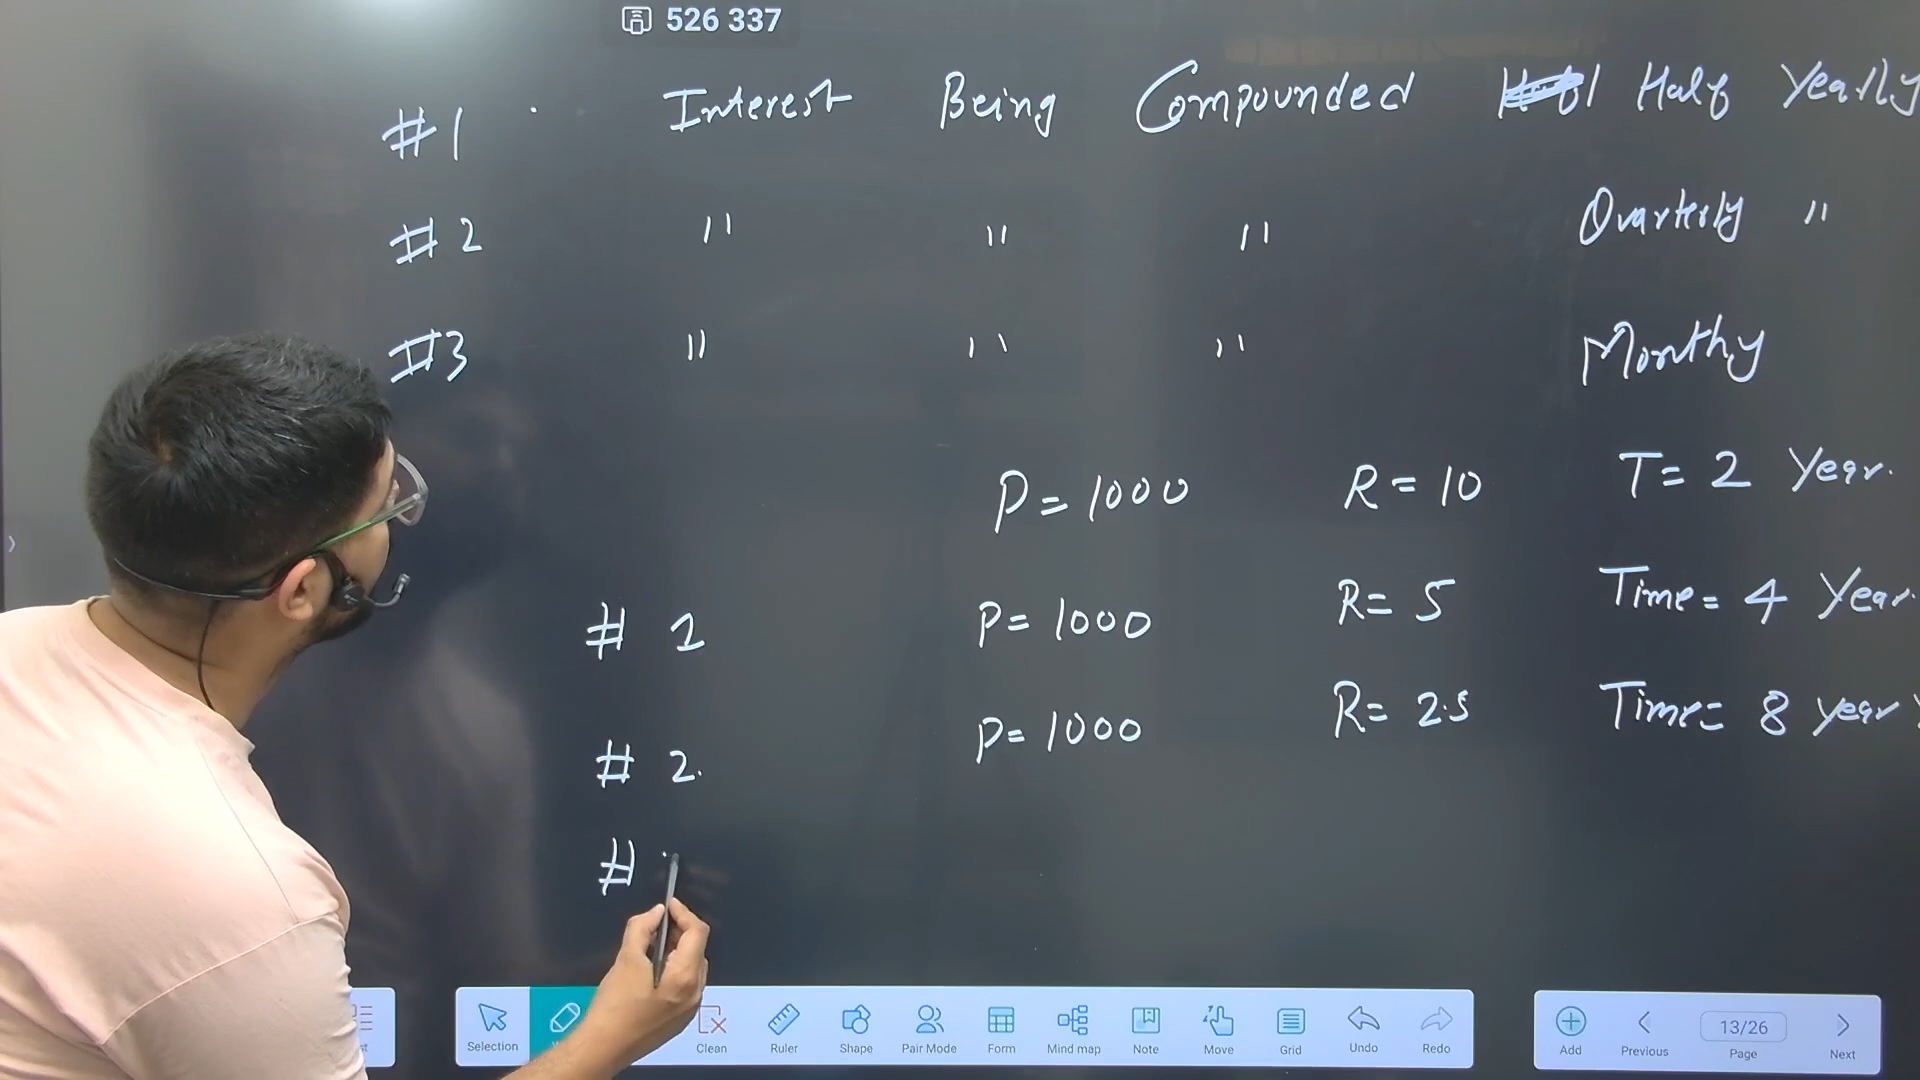 526 337
#1 Interest Being Compounded Half Yearly
#2 " " " Quarterly "
#3 " " " Monthy
P = 1000 R = 10 T = 2 Year.
# 1 P = 1000 R = 5 Time = 4 Year.
# 2. P = 1000 R = 2.5 Time = 8 year
#
Selection Clean Ruler Shape Pair Mode Form Mind map Note Move Grid Undo Redo
Add Previous 13/26 Page Next